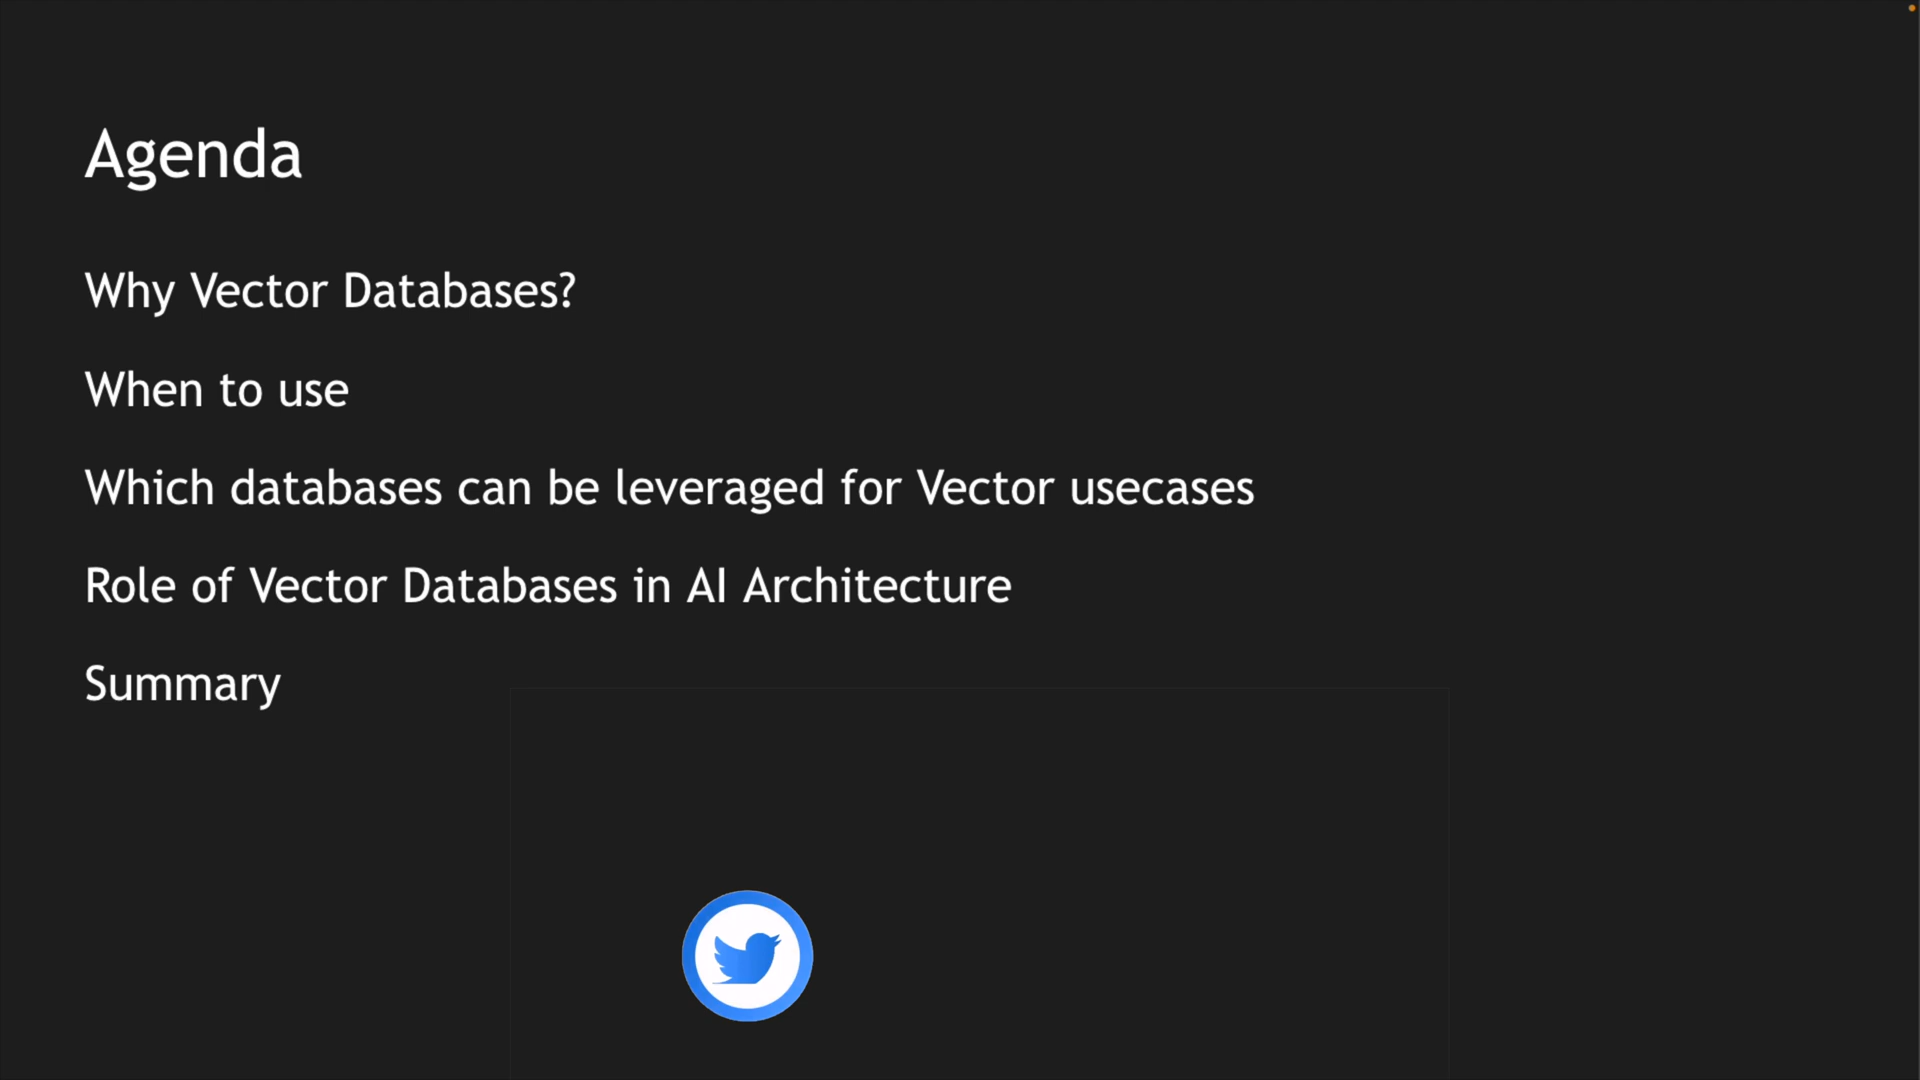 Agenda
Why Vector Databases?
When to use
Which databases can be leveraged for Vector usecases
Role of Vector Databases in AI Architecture
Summary